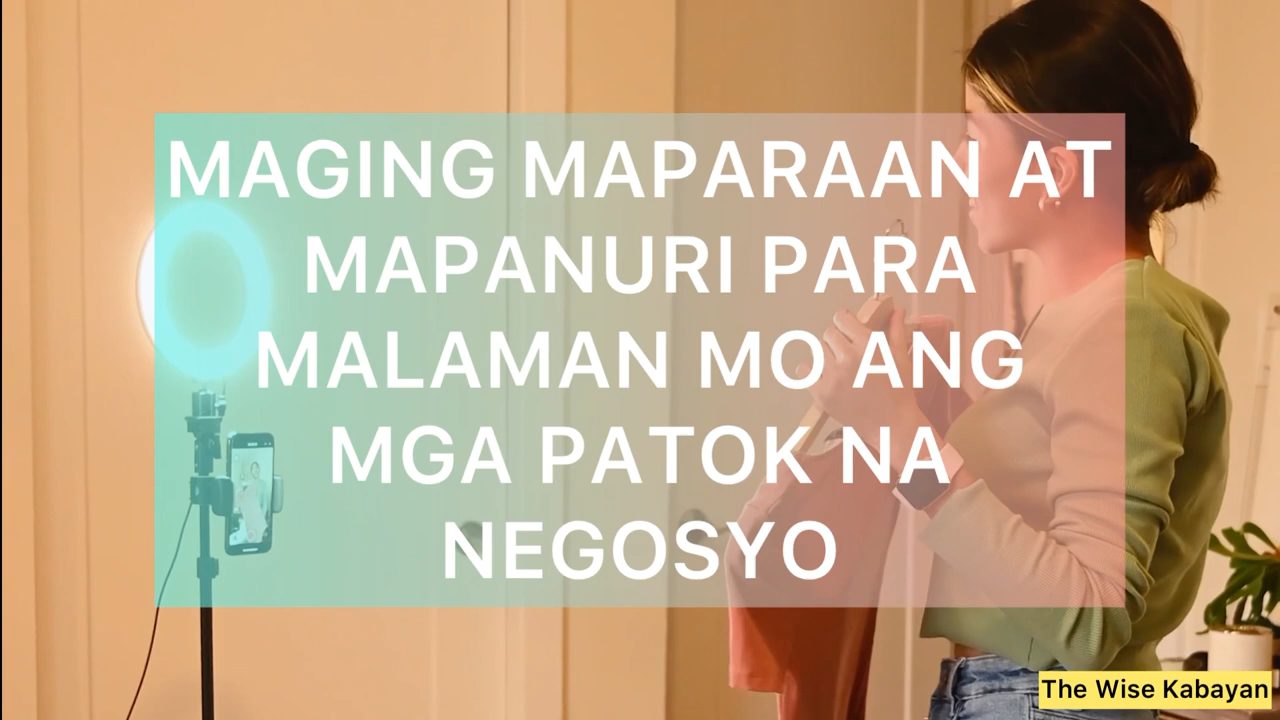 MAGING MAPARAAN AT
MAPANURI PARA
MALAMAN MO ANG
MGA PATOK NA
NEGOSYO
The Wise Kabayan